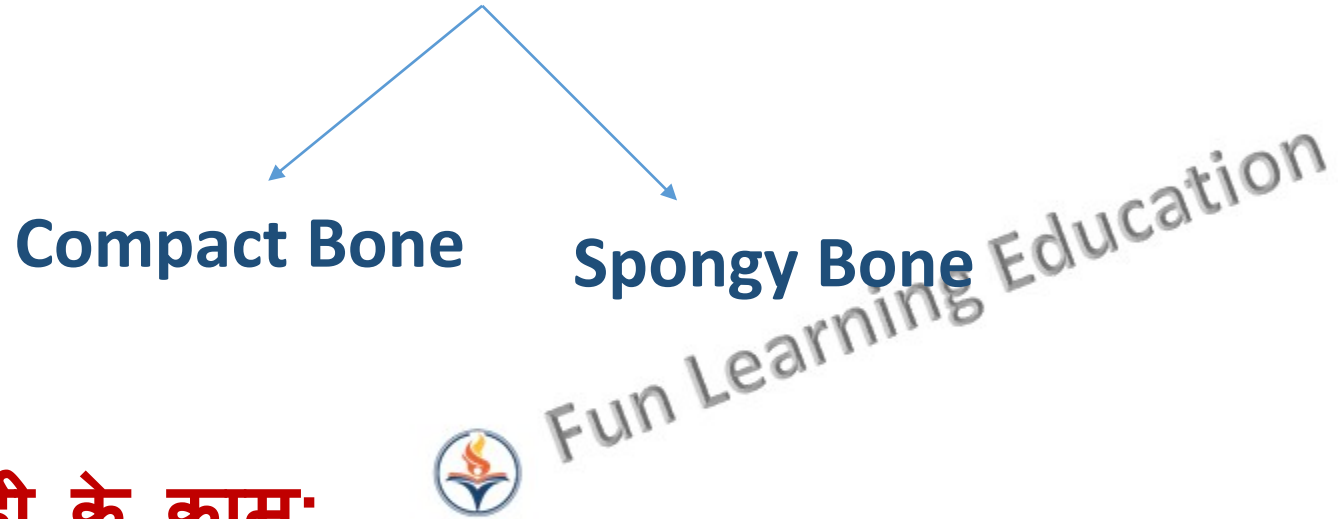 Compact Bone
Spongy Bone
Fun Learning Education
के काम: